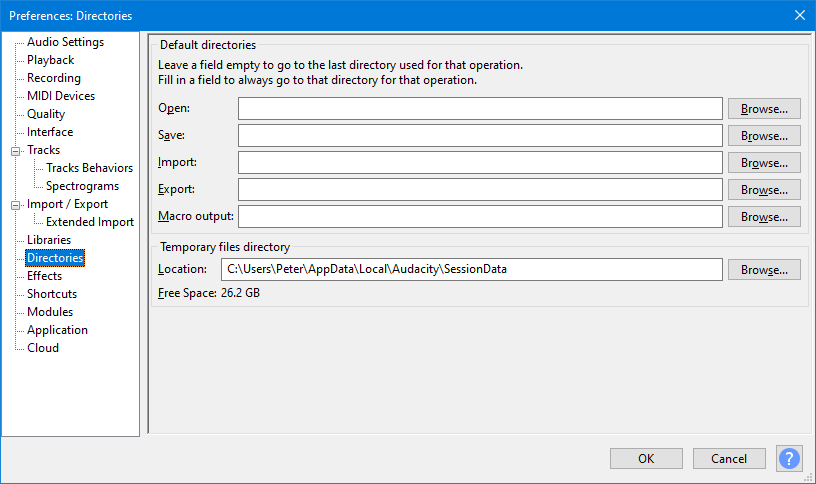 Preferences: Directories
Audio Settings
Playback
Recording
MIDI Devices
Quality
Interface
Tracks
Tracks Behaviors
Spectrograms
Import / Export
Extended Import
Libraries
Directories
Effects
Shortcuts
Modules
Application
Cloud
Default directories
Leave a field empty to go to the last directory used for that operation.
Fill in a field to always go to that directory for that operation.
Open: Browse...
Save: Browse...
Import: Browse...
Export: Browse...
Macro output: Browse...
Temporary files directory
Location: C:\Users\Peter\AppData\Local\Audacity\SessionData Browse...
Free Space: 26.2 GB
OK Cancel ?